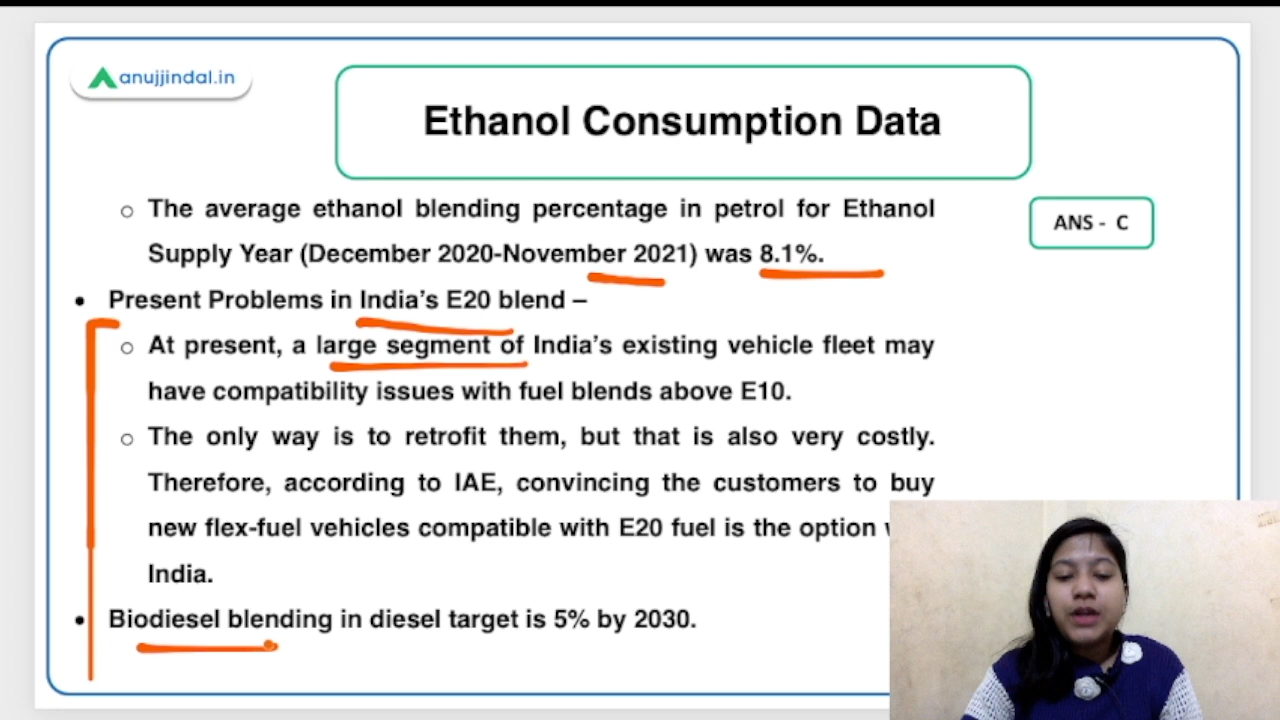 anujjindal.in
Ethanol Consumption Data
ANS - C
○ The average ethanol blending percentage in petrol for Ethanol
Supply Year (December 2020-November 2021) was 8.1%.
• Present Problems in India's E20 blend –
○ At present, a large segment of India's existing vehicle fleet may
have compatibility issues with fuel blends above E10.
○ The only way is to retrofit them, but that is also very costly.
Therefore, according to IAE, convincing the customers to buy
new flex-fuel vehicles compatible with E20 fuel is the option
India.
• Biodiesel blending in diesel target is 5% by 2030.